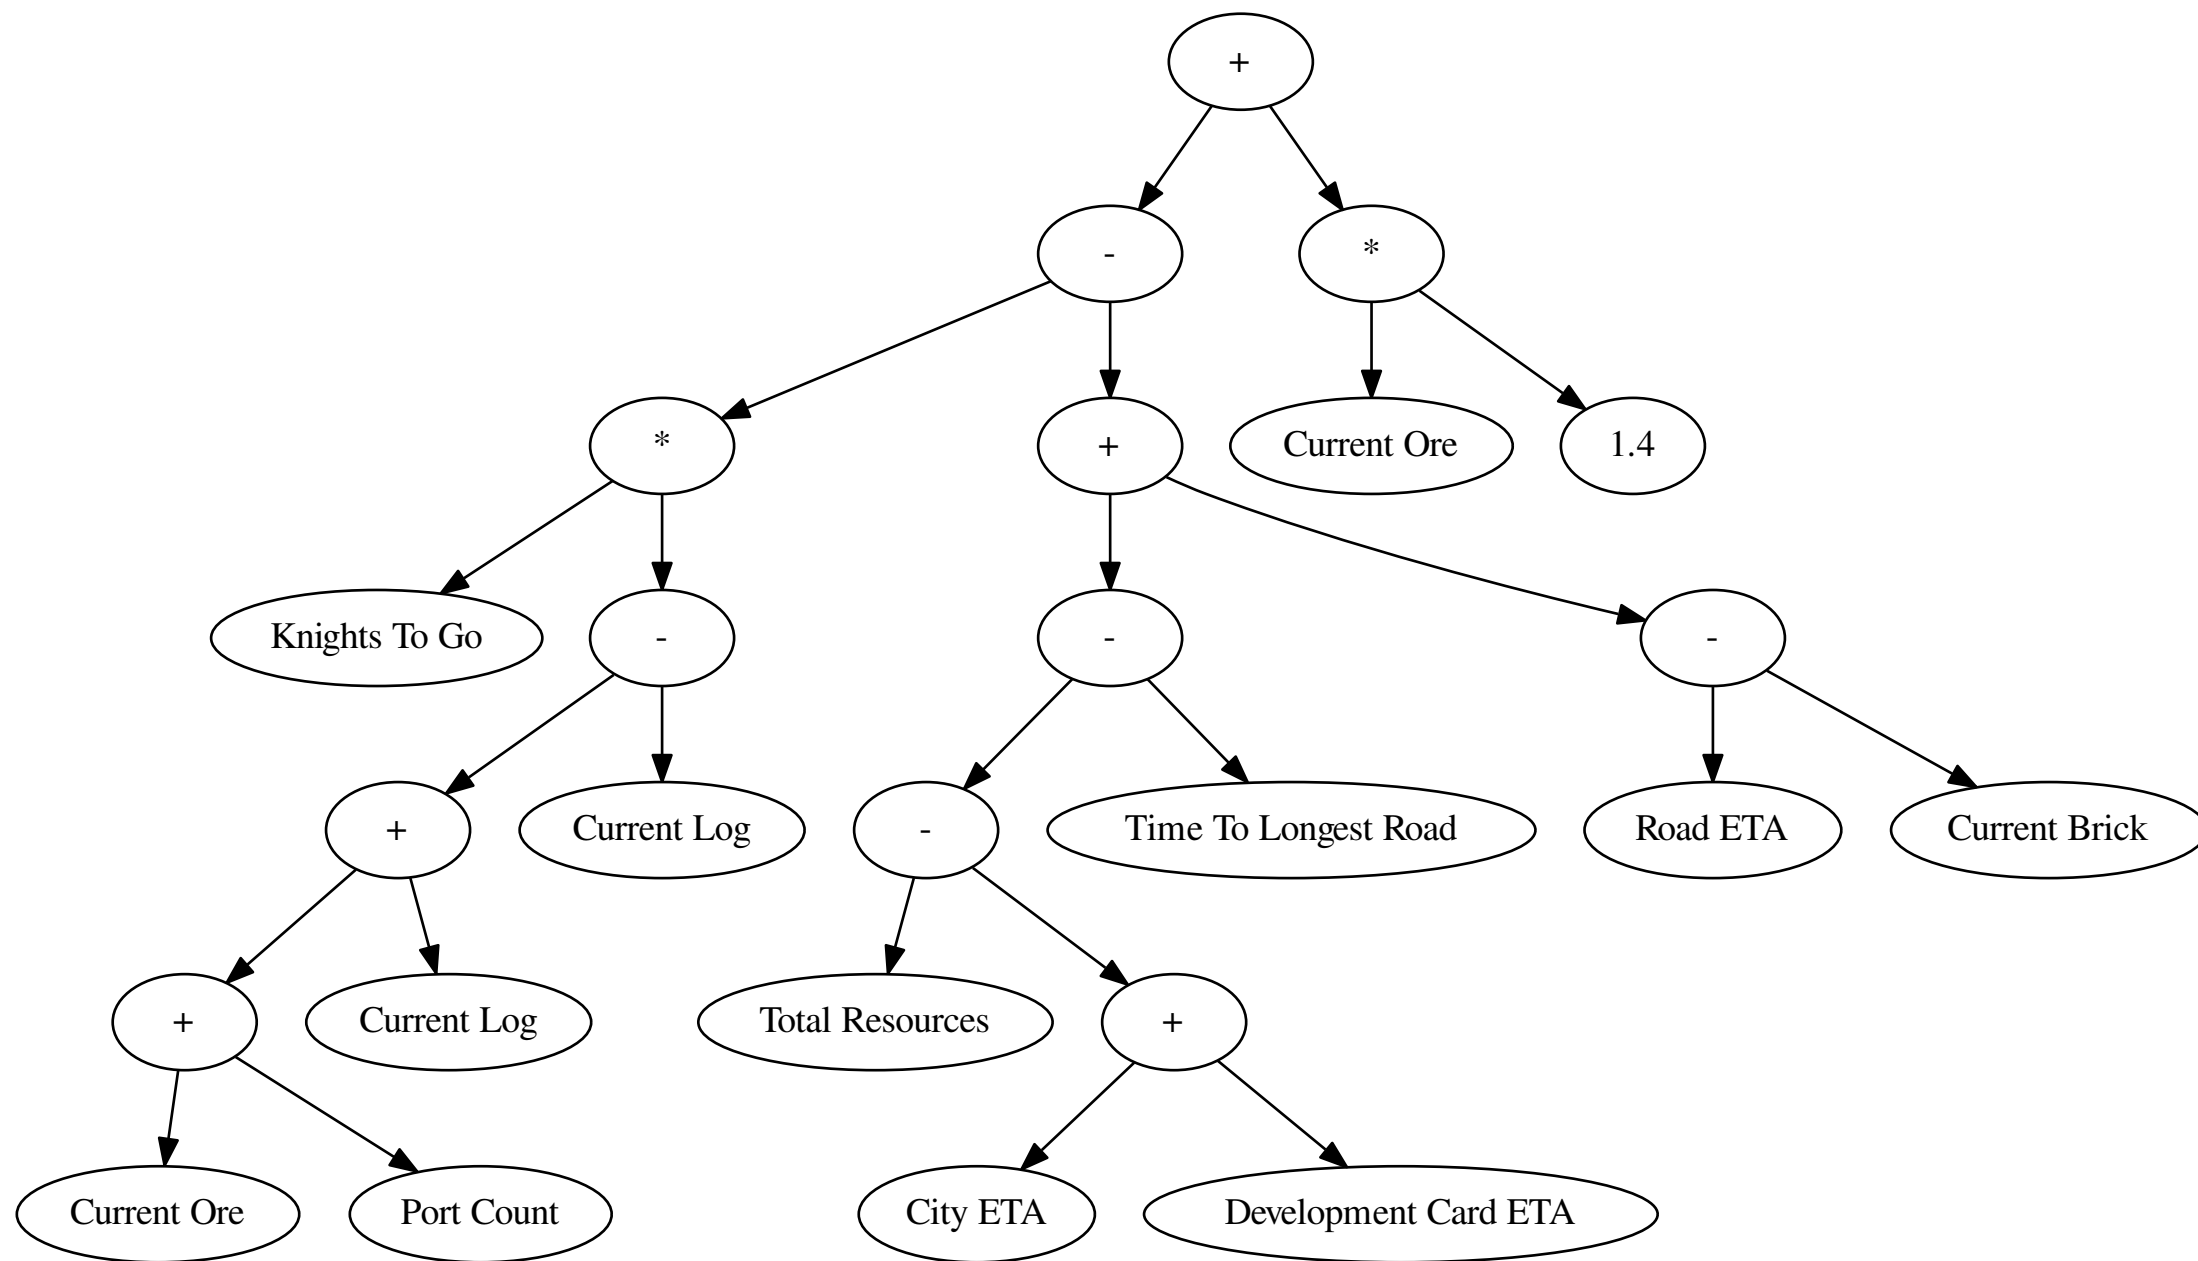 +
-
*
*
+
Current Ore
1.4
Knights To Go
-
-
-
+
Current Log
-
Time To Longest Road
Road ETA
Current Brick
+
Current Log
Total Resources
+
Current Ore
Port Count
City ETA
Development Card ETA